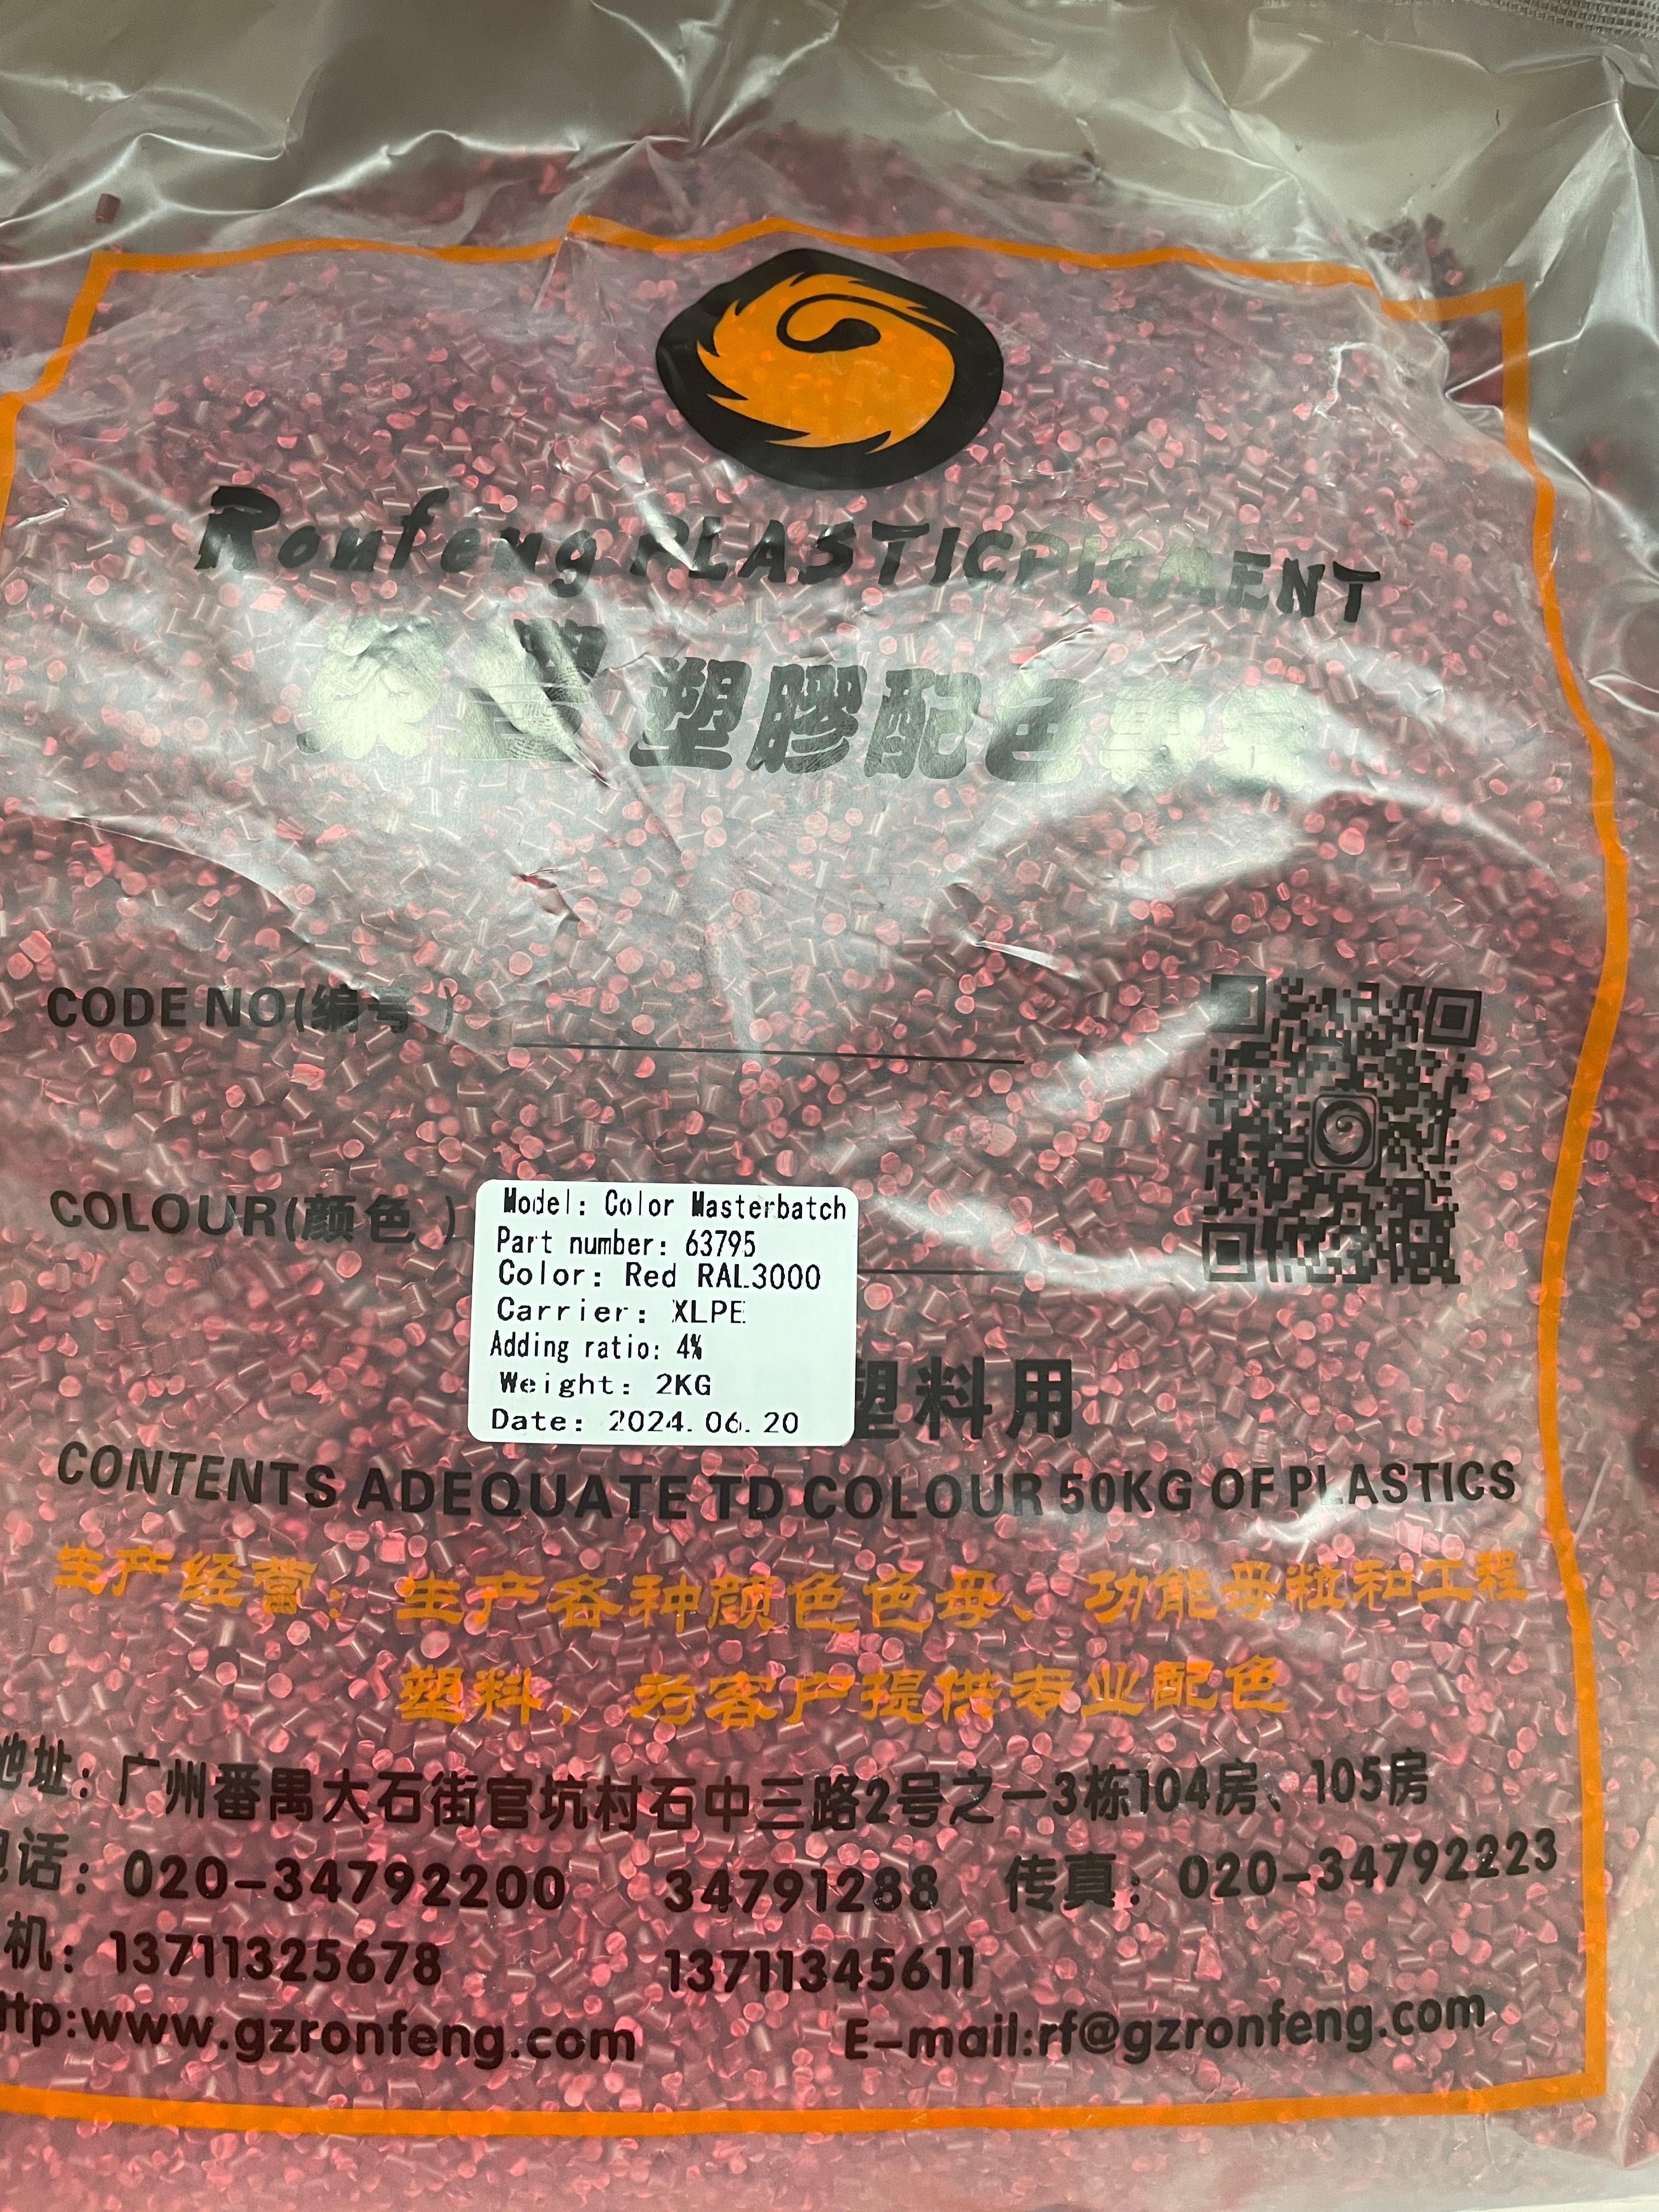 Ronfeng PLASTICPIGMENT
塑膠配色
CODE NO(编号 )
COLOUR(颜色 )
Model: Color Masterbatch
Part number: 63795
Color: Red RAL3000
Carrier: XLPE
Adding ratio: 4%
Weight: 2KG
Date: 2024.06.20
塑料用
CONTENTS ADEQUATE TD COLOUR 50KG OF PLASTICS
生产经营：生产各种颜色色母、功能母粒和工程
塑料，为客户提供专业配色
地址：广州番禺大石街官坑村石中三路2号之一3栋104房、105房
电话：020-34792200 34791288 传真：020-34792223
机：13711325678 13711345611
http:www.gzronfeng.com E-mail:rf@gzronfeng.com